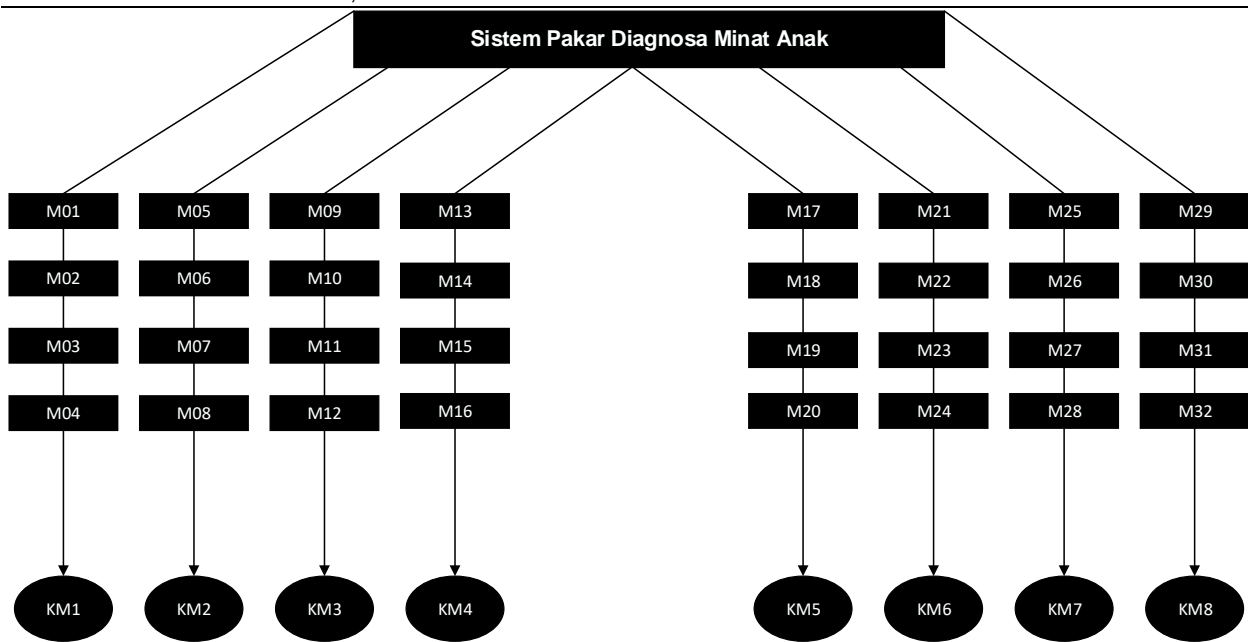 Sistem Pakar Diagnosa Minat Anak
M01 M05 M09 M13 M17 M21 M25 M29
M02 M06 M10 M14 M18 M22 M26 M30
M03 M07 M11 M15 M19 M23 M27 M31
M04 M08 M12 M16 M20 M24 M28 M32
KM1 KM2 KM3 KM4 KM5 KM6 KM7 KM8